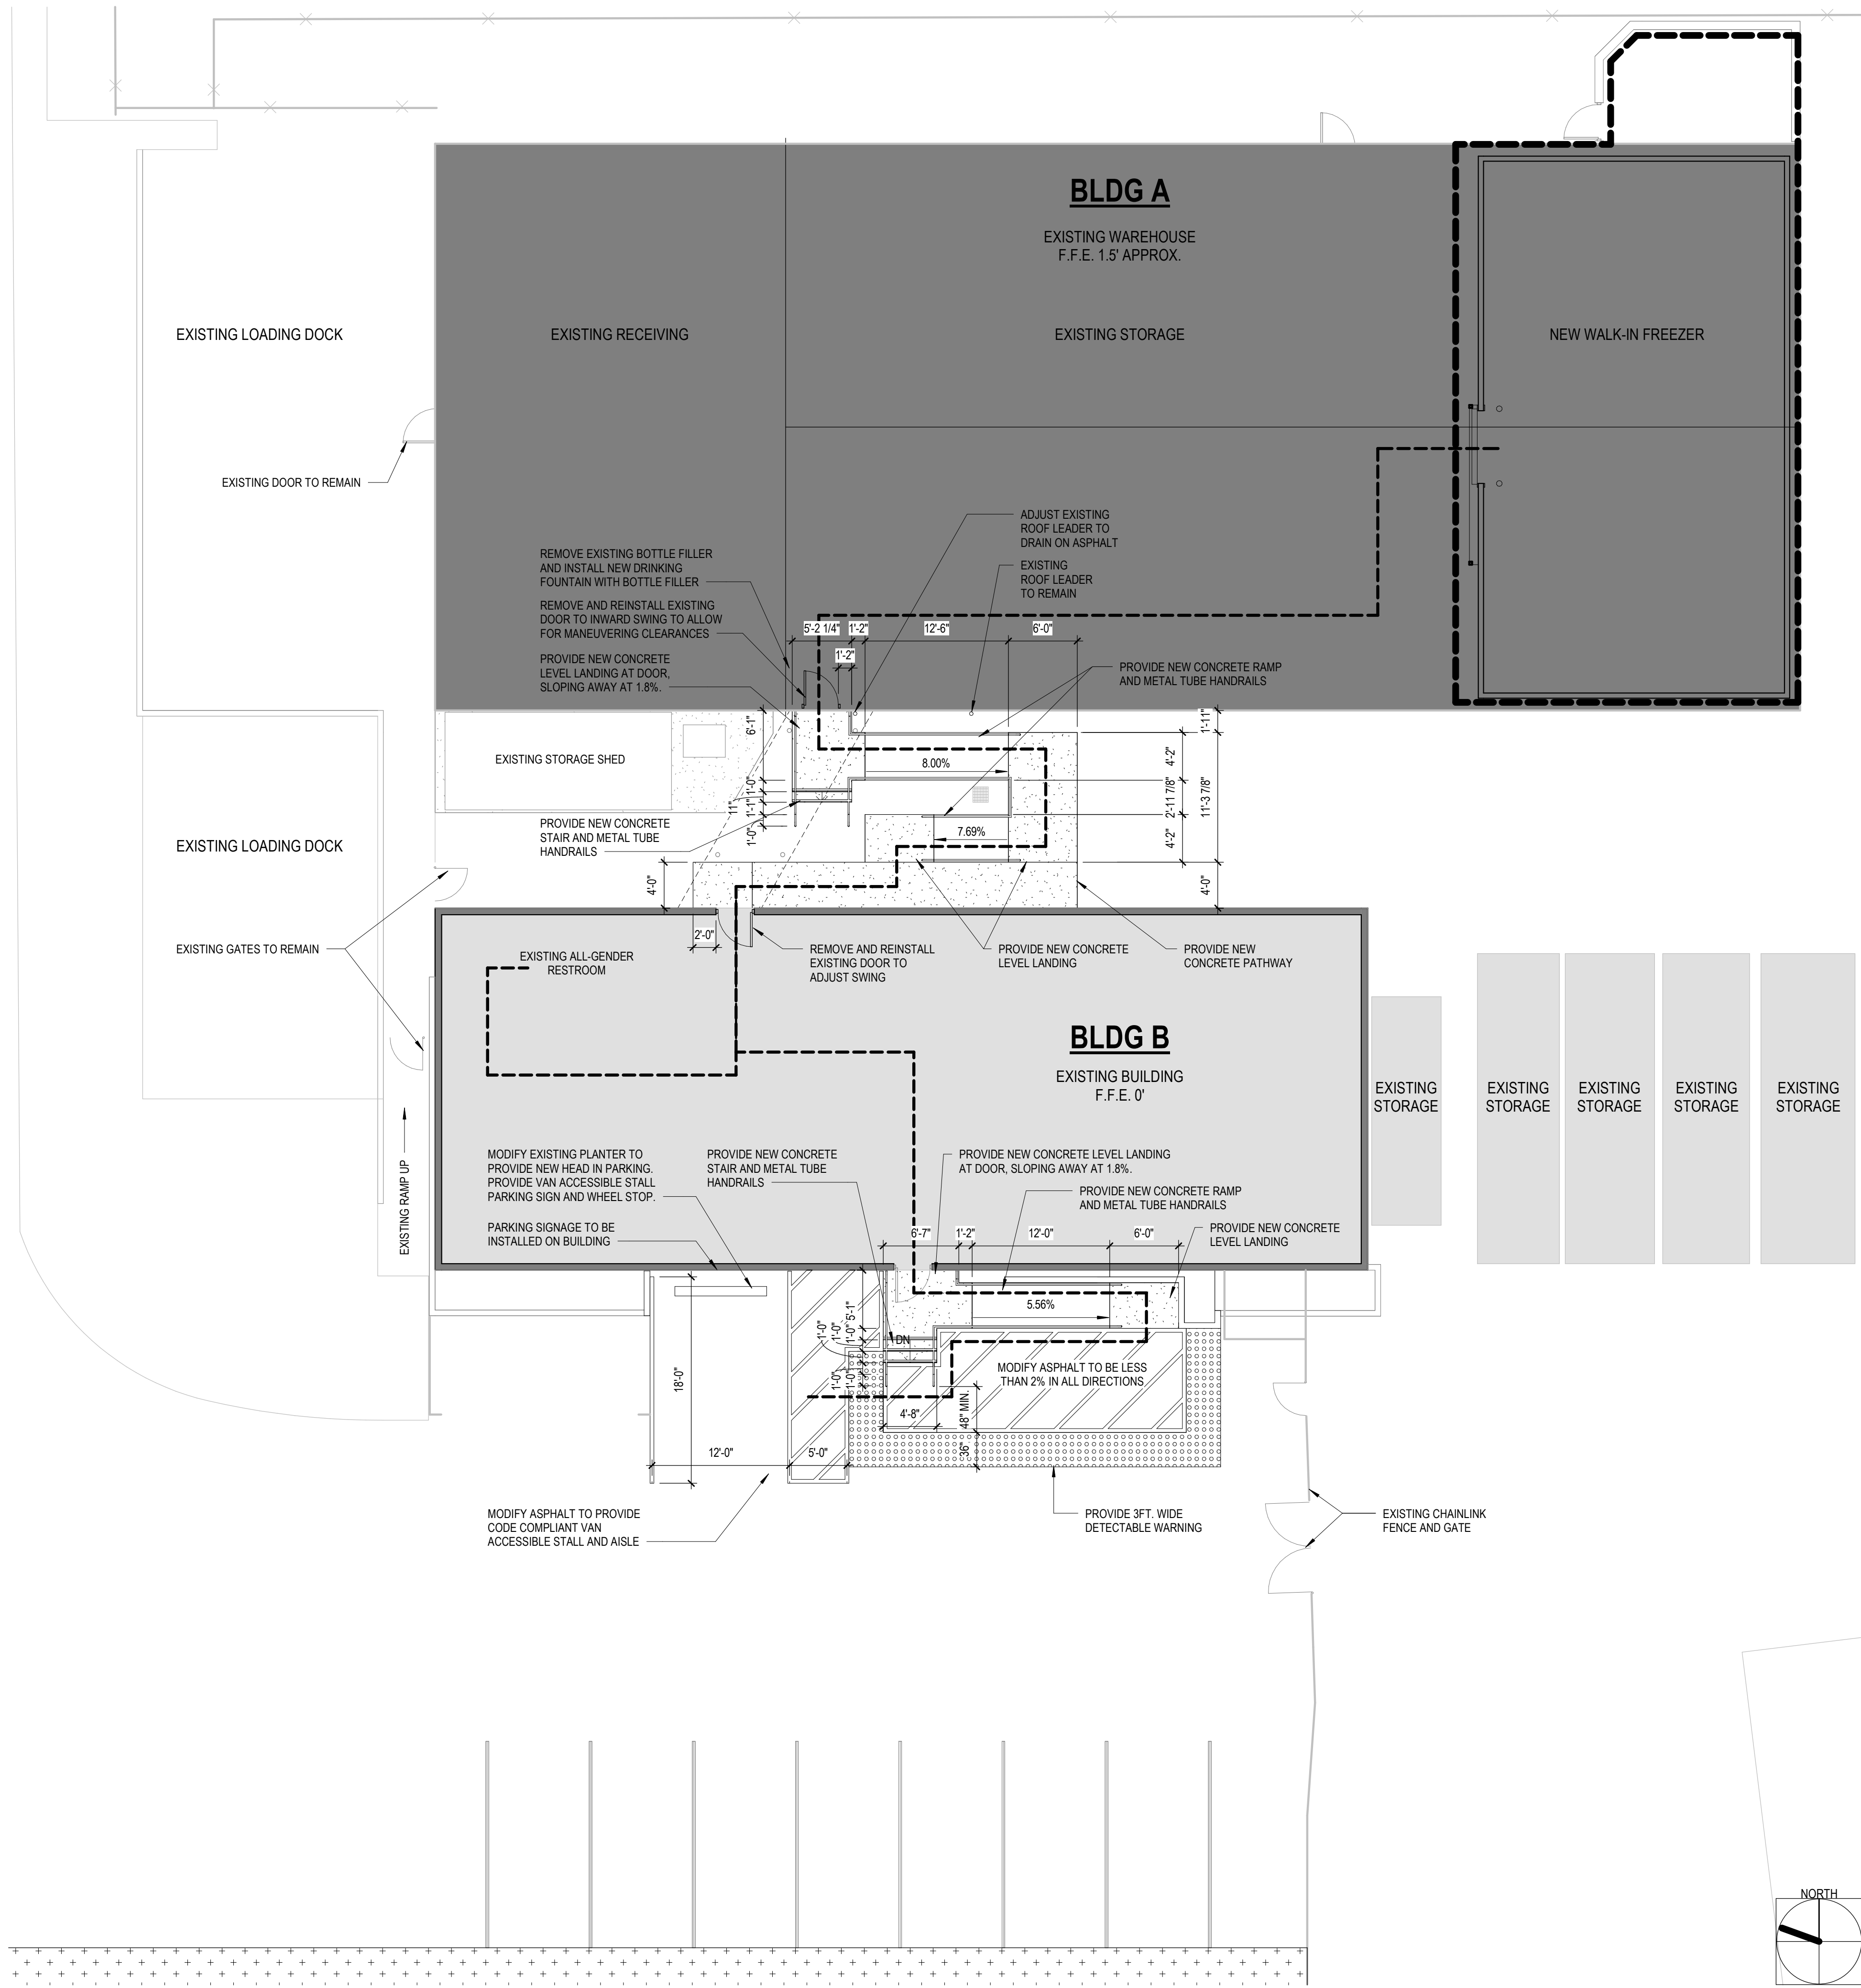 BLDG A
EXISTING WAREHOUSE
F.F.E. 1.5' APPROX.
EXISTING LOADING DOCK
EXISTING RECEIVING
EXISTING STORAGE
NEW WALK-IN FREEZER
EXISTING DOOR TO REMAIN
ADJUST EXISTING
ROOF LEADER TO
DRAIN ON ASPHALT
REMOVE EXISTING BOTTLE FILLER
AND INSTALL NEW DRINKING
FOUNTAIN WITH BOTTLE FILLER
EXISTING
ROOF LEADER
TO REMAIN
REMOVE AND REINSTALL EXISTING
DOOR TO INWARD SWING TO ALLOW
FOR MANEUVERING CLEARANCES
5'-2 1/4"
1'-2"
12'-6"
6'-0"
1'-2"
PROVIDE NEW CONCRETE
LEVEL LANDING AT DOOR,
SLOPING AWAY AT 1.8%.
PROVIDE NEW CONCRETE RAMP
AND METAL TUBE HANDRAILS
6'-1"
1'-11"
EXISTING STORAGE SHED
8.00%
4'-2"
1'-0"
11"
1'-1"
1'-0"
2'-11 7/8"
11'-3 7/8"
PROVIDE NEW CONCRETE
STAIR AND METAL TUBE
HANDRAILS
7.69%
4'-2"
EXISTING LOADING DOCK
4'-0"
4'-0"
EXISTING GATES TO REMAIN
2'-0"
EXISTING ALL-GENDER
RESTROOM
REMOVE AND REINSTALL
EXISTING DOOR TO
ADJUST SWING
PROVIDE NEW CONCRETE
LEVEL LANDING
PROVIDE NEW
CONCRETE PATHWAY
BLDG B
EXISTING BUILDING
F.F.E. 0'
EXISTING
STORAGE
EXISTING
STORAGE
EXISTING
STORAGE
EXISTING
STORAGE
EXISTING
STORAGE
EXISTING RAMP UP
MODIFY EXISTING PLANTER TO
PROVIDE NEW HEAD IN PARKING.
PROVIDE VAN ACCESSIBLE STALL
PARKING SIGN AND WHEEL STOP.
PROVIDE NEW CONCRETE
STAIR AND METAL TUBE
HANDRAILS
PROVIDE NEW CONCRETE LEVEL LANDING
AT DOOR, SLOPING AWAY AT 1.8%.
PROVIDE NEW CONCRETE RAMP
AND METAL TUBE HANDRAILS
PARKING SIGNAGE TO BE
INSTALLED ON BUILDING
6'-7"
1'-2"
12'-0"
6'-0"
PROVIDE NEW CONCRETE
LEVEL LANDING
5'-1"
5.56%
1'-0"
1'-0"
1'-0"
DN
1'-0"
1'-0"
18'-0"
MODIFY ASPHALT TO BE LESS
THAN 2% IN ALL DIRECTIONS
4'-8"
48" MIN.
36"
12'-0"
5'-0"
MODIFY ASPHALT TO PROVIDE
CODE COMPLIANT VAN
ACCESSIBLE STALL AND AISLE
PROVIDE 3FT. WIDE
DETECTABLE WARNING
EXISTING CHAINLINK
FENCE AND GATE
NORTH